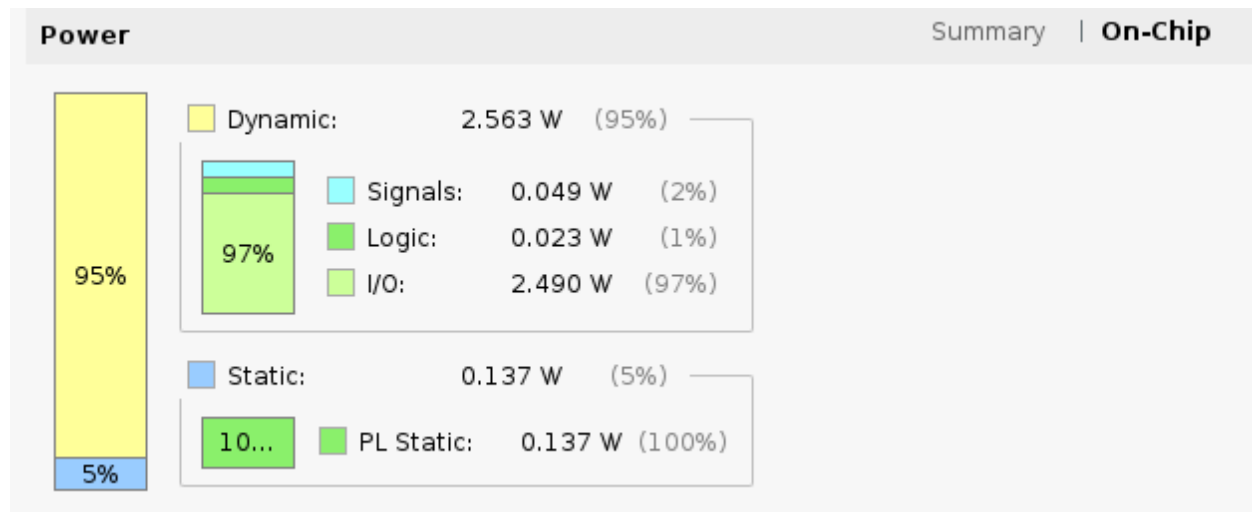 Power Summary | On-Chip
Dynamic: 2.563 W (95%)
Signals: 0.049 W (2%)
Logic: 0.023 W (1%)
97%
I/O: 2.490 W (97%)
95%
Static: 0.137 W (5%)
10... PL Static: 0.137 W (100%)
5%